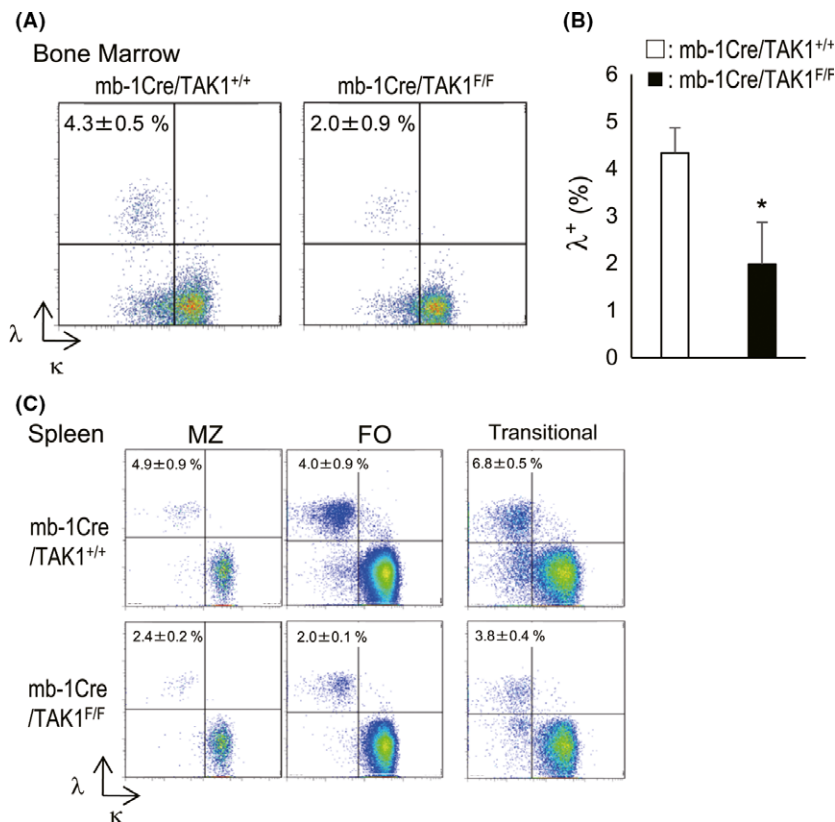 (A)
Bone Marrow
mb-1Cre/TAK1+/+
mb-1Cre/TAK1F/F
4.3±0.5 %
2.0±0.9 %
λ
κ
(B)
: mb-1Cre/TAK1+/+
: mb-1Cre/TAK1F/F
6
5
4
3
2
1
0
λ+ (%)
*
(C)
Spleen
MZ
FO
Transitional
mb-1Cre
/TAK1+/+
4.9±0.9 %
4.0±0.9 %
6.8±0.5 %
mb-1Cre
/TAK1F/F
2.4±0.2 %
2.0±0.1 %
3.8±0.4 %
λ
κ